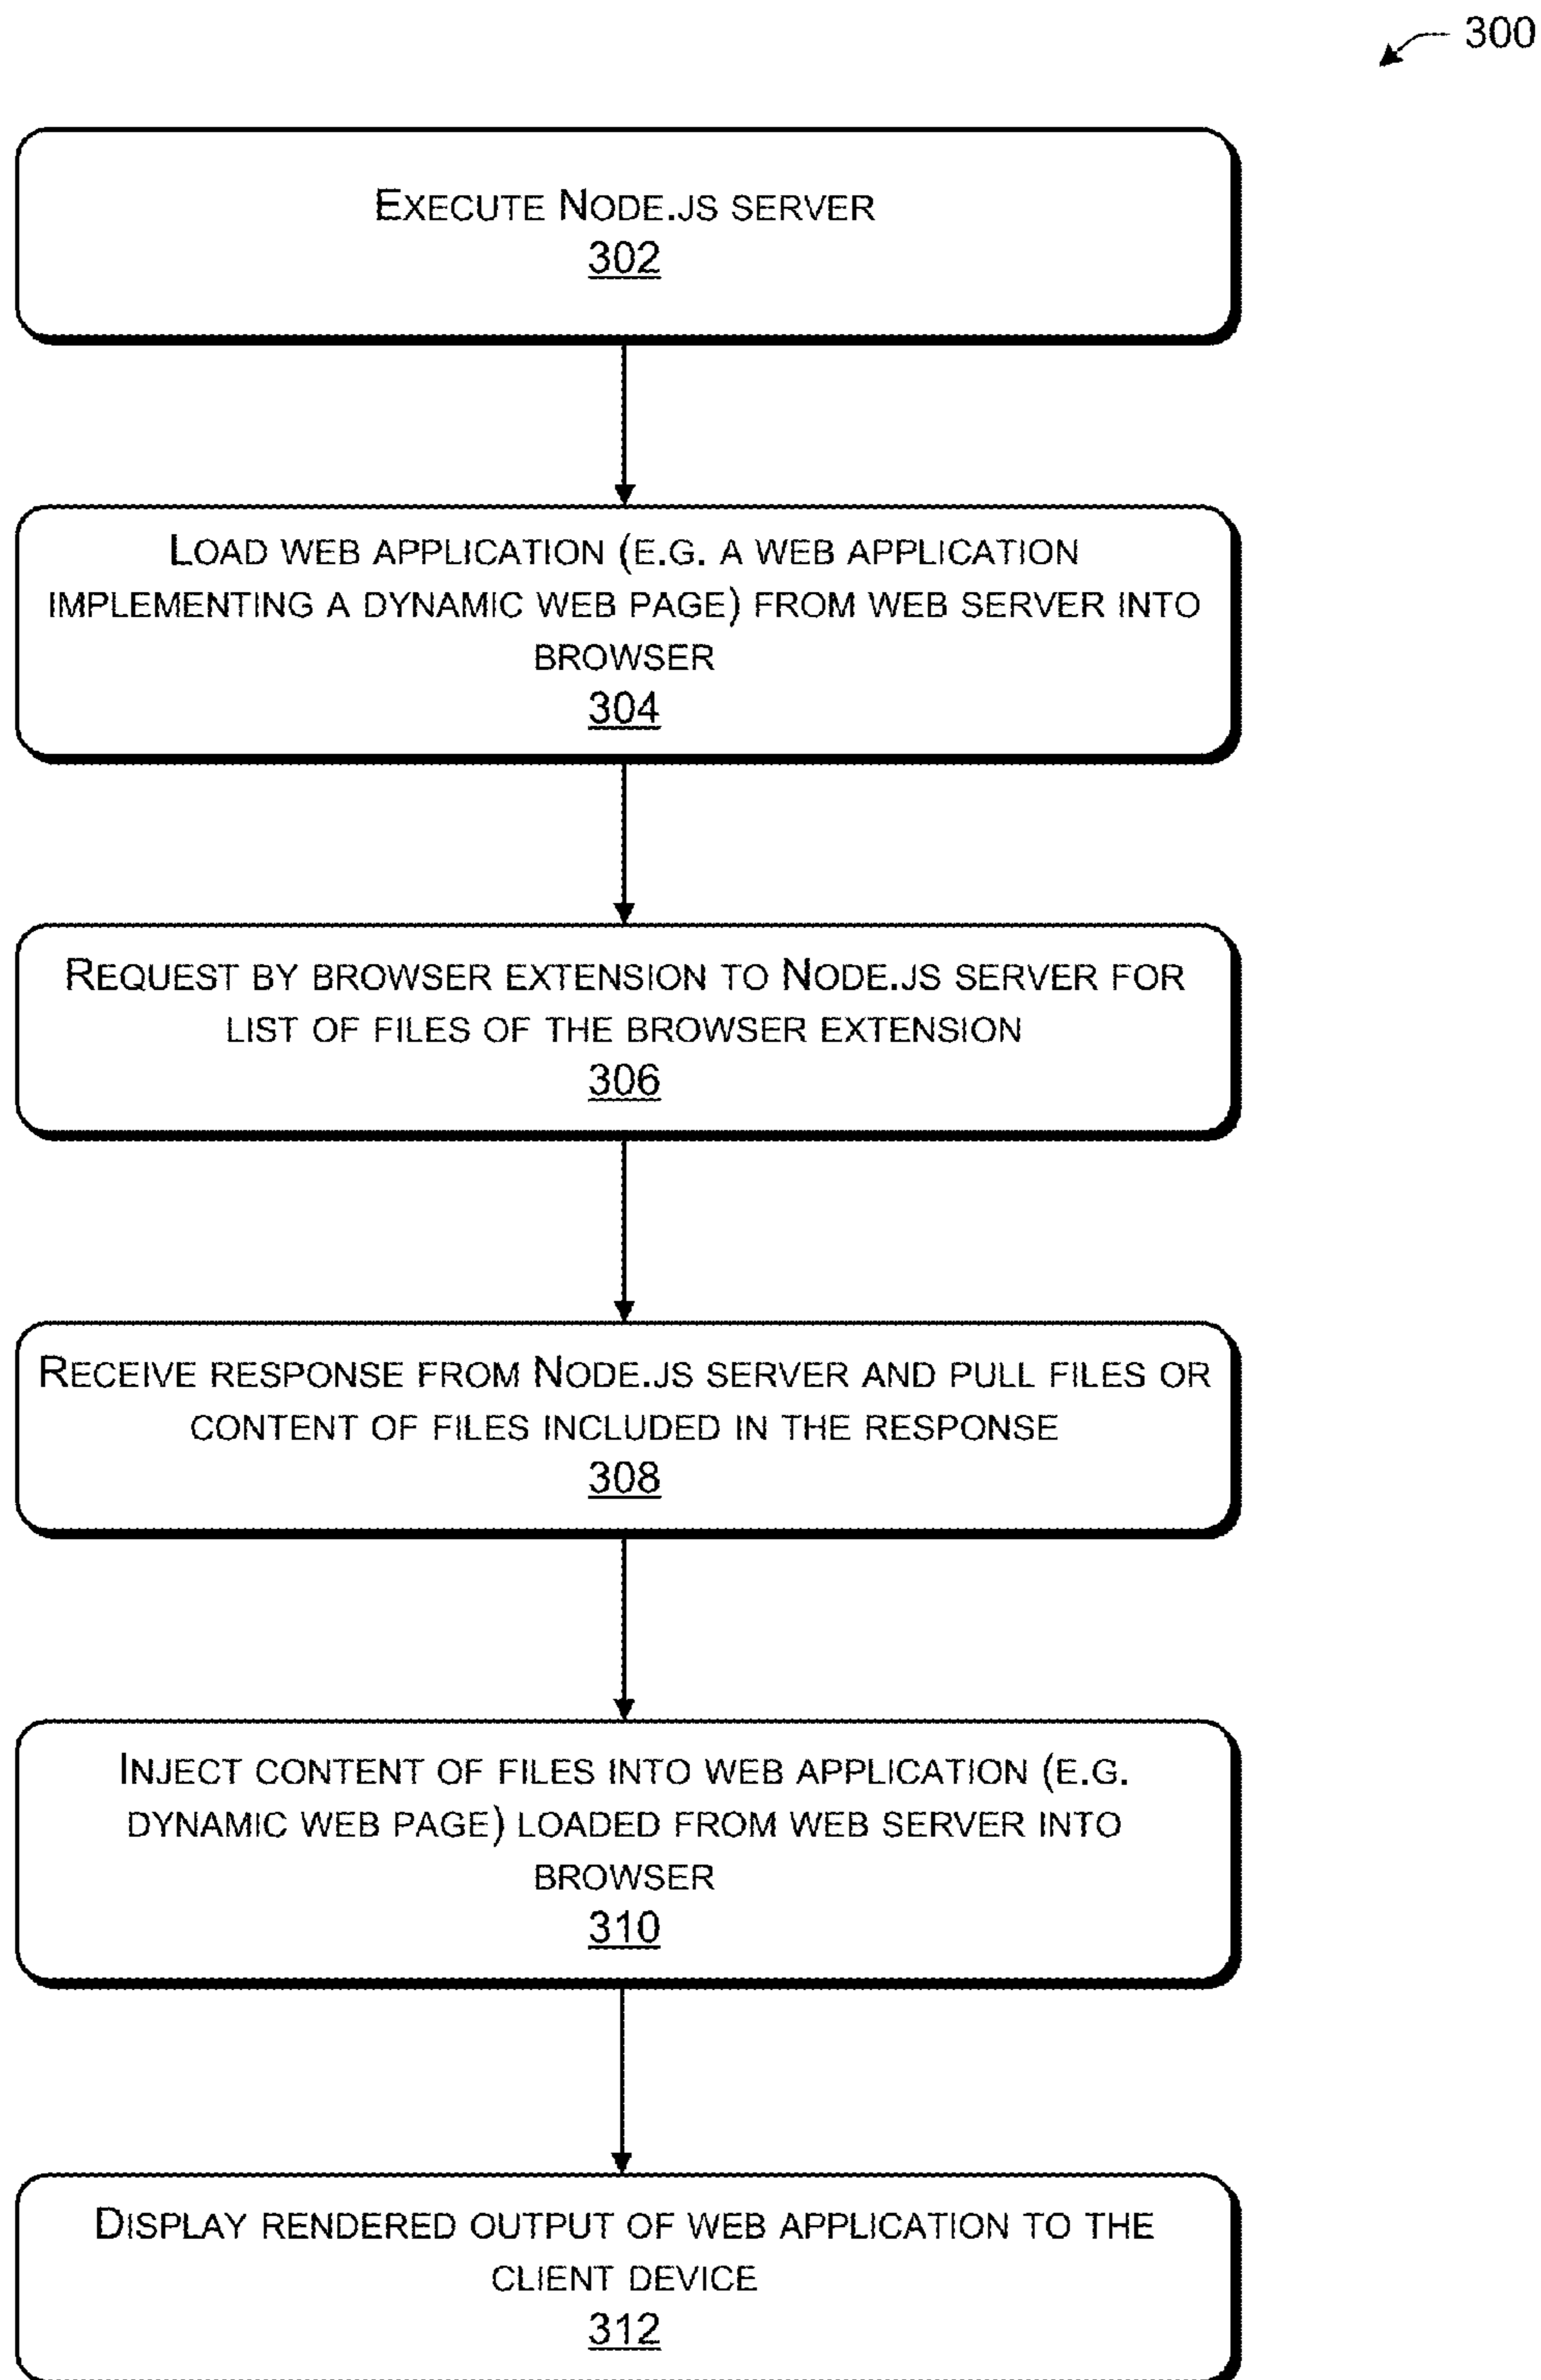 300
EXECUTE NODE.JS SERVER
302
LOAD WEB APPLICATION (E.G. A WEB APPLICATION
IMPLEMENTING A DYNAMIC WEB PAGE) FROM WEB SERVER INTO
BROWSER
304
REQUEST BY BROWSER EXTENSION TO NODE.JS SERVER FOR
LIST OF FILES OF THE BROWSER EXTENSION
306
RECEIVE RESPONSE FROM NODE.JS SERVER AND PULL FILES OR
CONTENT OF FILES INCLUDED IN THE RESPONSE
308
INJECT CONTENT OF FILES INTO WEB APPLICATION (E.G.
DYNAMIC WEB PAGE) LOADED FROM WEB SERVER INTO
BROWSER
310
DISPLAY RENDERED OUTPUT OF WEB APPLICATION TO THE
CLIENT DEVICE
312